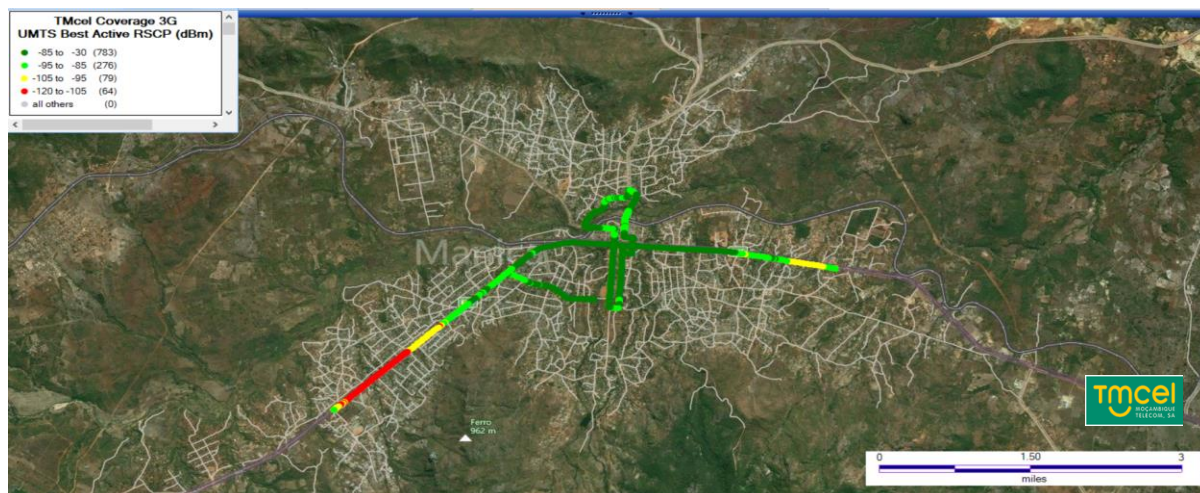 TMcel Coverage 3G
UMTS Best Active RSCP (dBm)
-85 to -30 (783)
-95 to -85 (276)
-105 to -95 (79)
-120 to -105 (64)
all others (0)
Ferro
962 m
Tmcel
MOÇAMBIQUE
TELECOM, SA
0 1.50 3
miles